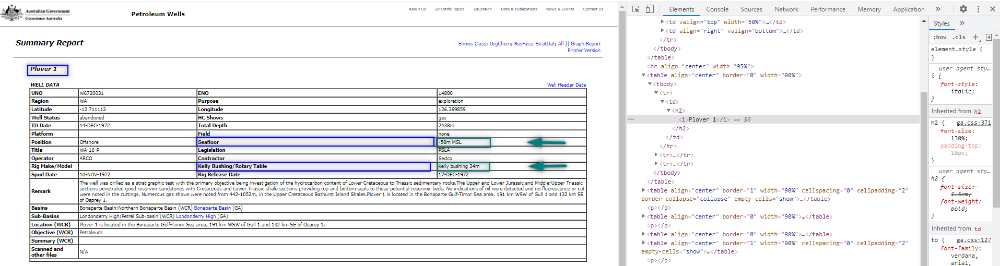 Australian Government
Geoscience Australia
Petroleum Wells
About Us Scientific Topics Education Data & Publications News & Events Contact Us
Summary Report
Shows Class; OrgChem; ResFacs; StratDat; All || Graph Report
Printer Version
Plover 1
WELL DATA Well Header Data
UNO W6720031 ENO 14880
Region WA Purpose exploration
Latitude -12.711113 Longitude 126.369859
Well Status abandoned HC Shows gas
TD Date 14-DEC-1972 Total Depth 2438m
Platform Field none
Position Offshore Seafloor -58m MSL
Title WA-16-P Legislation PSLA
Operator ARCO Contractor Sedco
Rig Make/Model Kelly Bushing/Rotary Table kelly bushing 34m
Spud Date 10-NOV-1972 Rig Release Date 17-DEC-1972
Remark The well was drilled as a stratigraphic test with the primary objective being investigation of the hydrocarbon content of Lower Cretaceous to Triassic sedimentary rocks.The Upper and Lower Jurassic and Middle-Upper Triassic
sections penetrated good reservoir sandstones with Cretaceous and Lower Triassic shale sections providing top and bottom seals to these potential reservoir beds. No indications of oil were detected and no fluorescence or cut
were noted in the cuttings. Numerous gas shows were noted from 442-1052m, in the Upper Cretaceous Bathurst Island Shales.Plover 1 is located in the Bonaparte Gulf-Timor Sea area, 191 km WSW of Gull 1 and 132 km SE
of Osprey 1.
Basins Bonaparte Basin;Northern Bonaparte Basin (WCR) Bonaparte Basin (GA)
Sub-Basins Londonderry High;Petrel Sub-basin (WCR) Londonderry High (GA)
Location (WCR) Plover 1 is located in the Bonaparte Gulf-Timor Sea area, 191 km WSW of Gull 1 and 132 km SE of Osprey 1.
Objective (WCR) Petroleum
Summary (WCR)
Scanned and
other files N/A
Elements Console Sources Network Performance Memory Application »
<td valign="top" width="50%">…</td>
<td align="right" valign="bottom">…</td>
</tr>
</tbody>
</table>
<hr align="center" width="95%">
<table align="center" border="0" width="90%">
<tbody>
<tr>
<td>
<h2>
<i>Plover 1</i> == $0
</h2>
</td>
</tr>
<tr>…</tr>
<tr>…</tr>
</tbody>
</table>
<table align="center" border="1" width="90%" cellspacing="0" cellpadding="2"
border-collapse="collapse" empty-cells="show">…</table>
<p></p>
<table align="center" border="0" width="90%">…</table>
<p></p>
<table align="center" border="0" width="90%">…</table>
<table align="center" border="1" width="90%" cellspacing="0" cellpadding="2"
empty-cells="show">…</table>
<p></p>
Styles »
:hov .cls +
element.style {
}
user agent sty…
i {
font-style:
italic;
}
Inherited from h2
h2 { ga.css:371
font-size:
130%;
padding-top:
10px;
}
user agent sty…
h2 {
font-size:
1.5em;
font-weight:
bold;
}
Inherited from td
td { ga.css:127
font-family:
verdana,
arial,